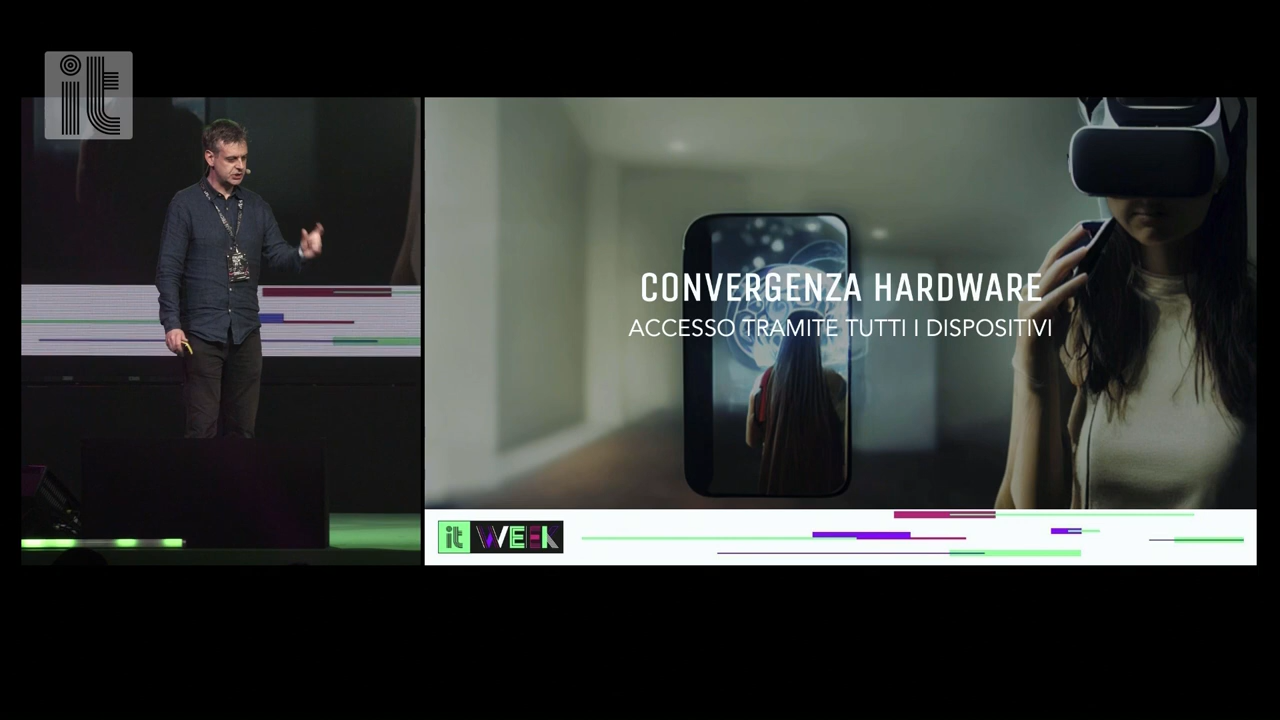 it
CONVERGENZA HARDWARE
ACCESSO TRAMITE TUTTI I DISPOSITIVI
it WEEK